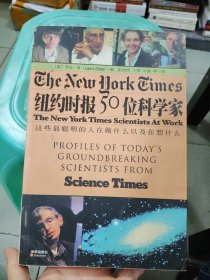 The New York Times
纽约时报50位科学家
The New York Times Scientists At Work
这些最聪明的人在做什么以及在想什么
PROFILES OF TODAY'S
GROUNDBREAKING
SCIENTISTS FROM
Science Times